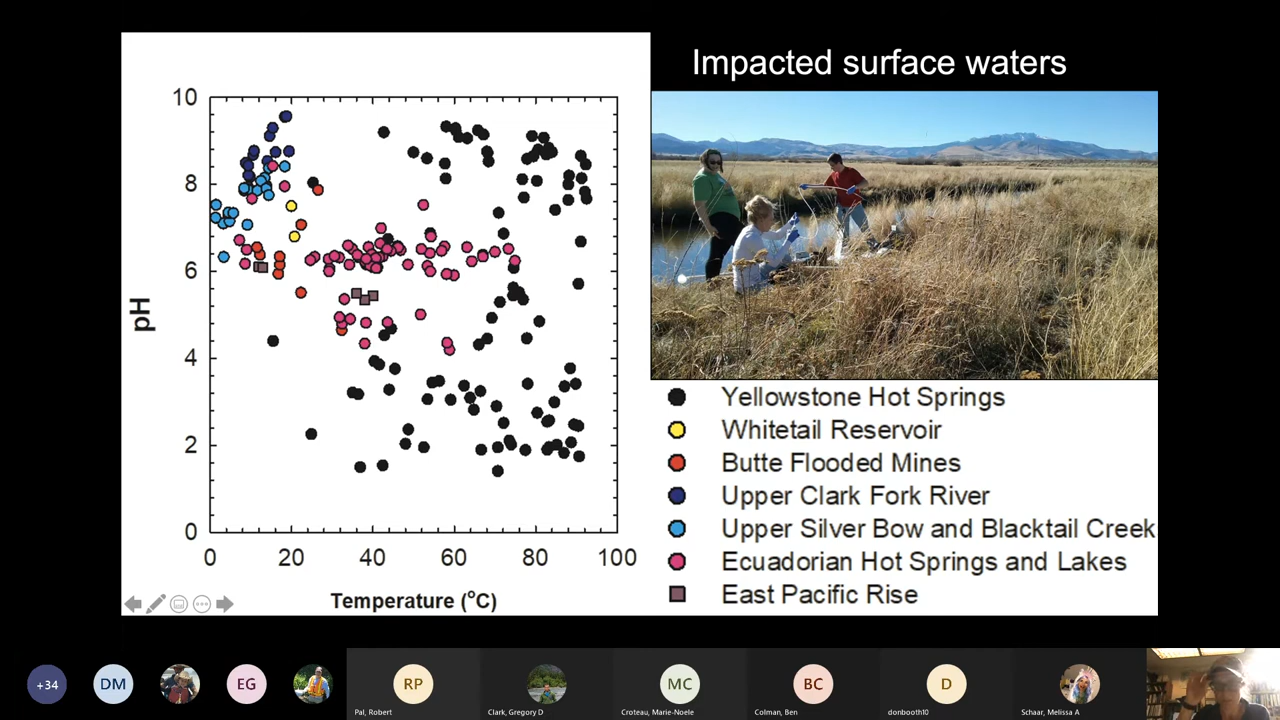 Impacted surface waters
10
8
6
4
2
0
pH
0 20 40 60 80 100
Temperature (°C)
Yellowstone Hot Springs
Whitetail Reservoir
Butte Flooded Mines
Upper Clark Fork River
Upper Silver Bow and Blacktail Creek
Ecuadorian Hot Springs and Lakes
East Pacific Rise
+34
DM
EG
RP
MC
BC
D
Pal, Robert
Clark, Gregory D
Croteau, Marie-Noele
Colman, Ben
donbooth10
Schaar, Melissa A